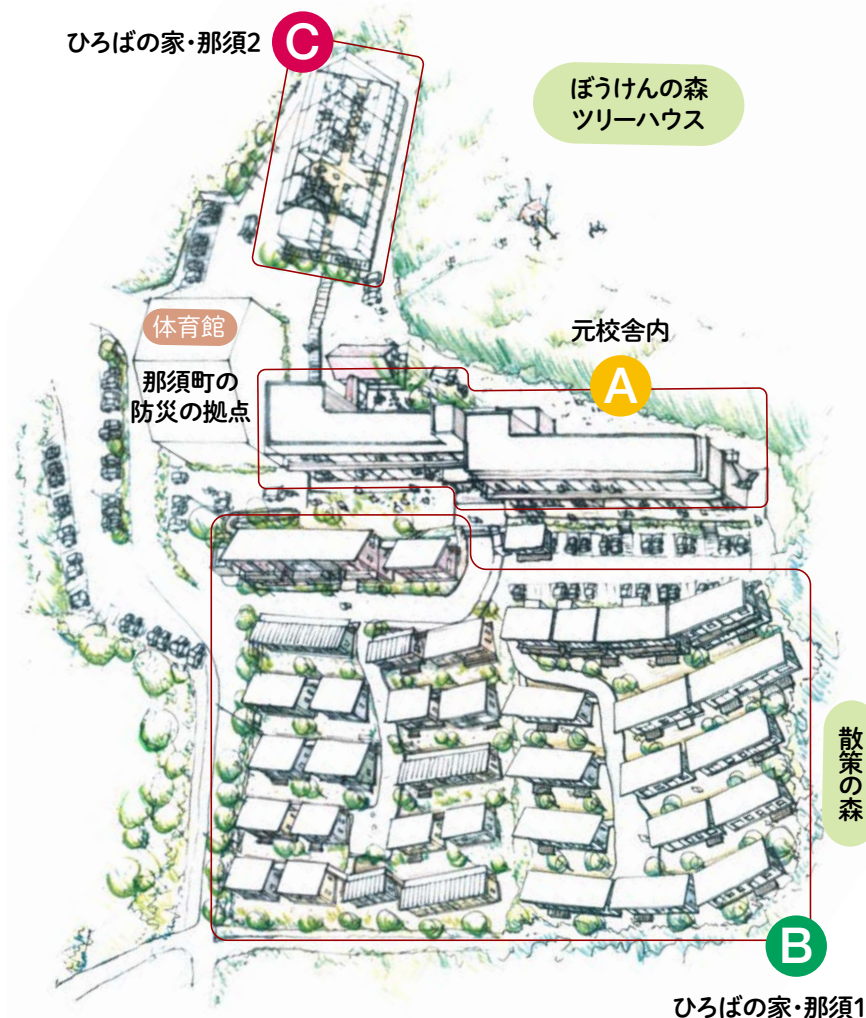 ひろばの家・那須2
C
ぼうけんの森
ツリーハウス
体育館
那須町の
防災の拠点
元校舎内
A
散策の森
B
ひろばの家・那須1